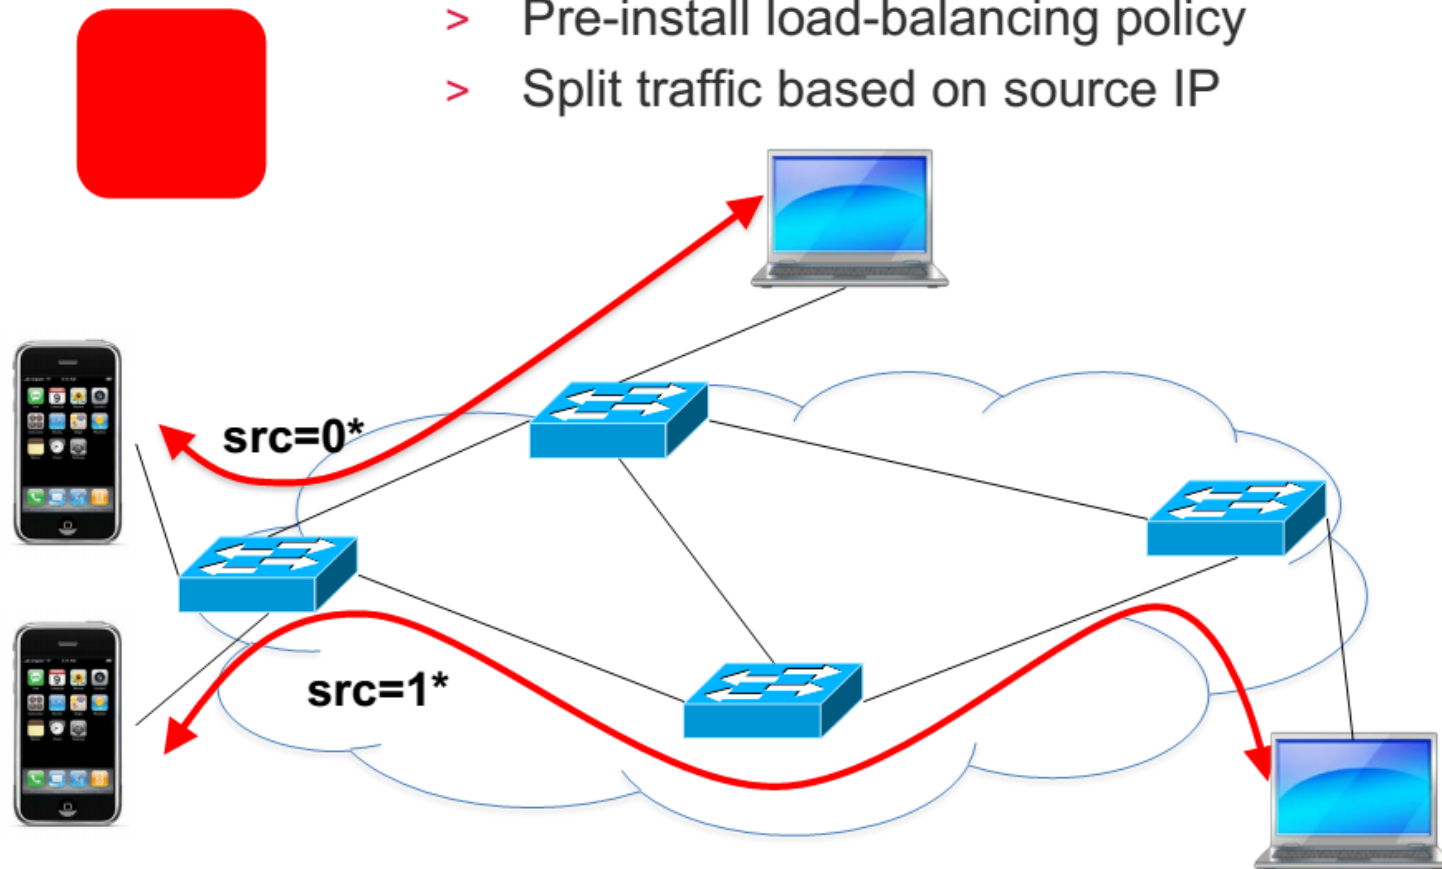 > Pre-install load-balancing policy
> Split traffic based on source IP
src=0*
src=1*